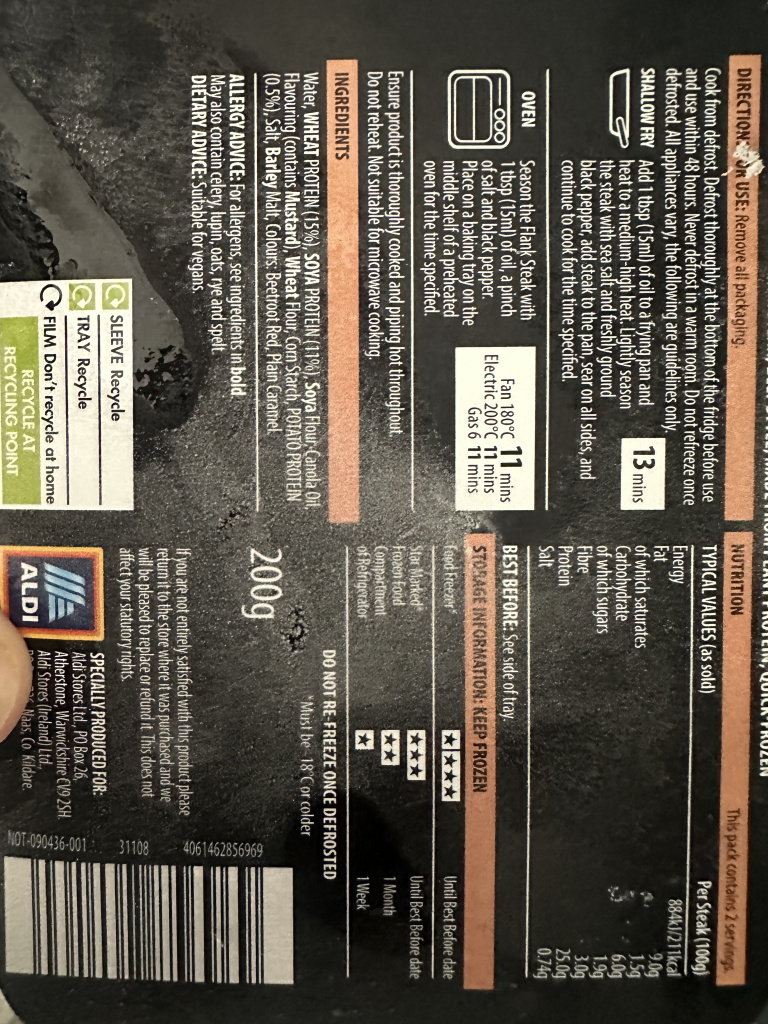 PLANT PROTEIN, QUICK FROZEN
DIRECTION USE: Remove all packaging.
Cook from defrost. Defrost thoroughly at the bottom of the fridge before use
and use within 48 hours. Never defrost in a warm room. Do not refreeze once
defrosted. All appliances vary, the following are guidelines only.
SHALLOW FRY
Add 1 tbsp (15ml) of oil to a frying pan and
heat to a medium-high heat. Lightly season
the steak with sea salt and freshly ground
black pepper, add steak to the pan, sear on all sides, and
continue to cook for the time specified.
13 mins
OVEN
Season the Flank Steak with
1 tbsp (15ml) of oil, a pinch
of salt and black pepper.
Place on a baking tray on the
middle shelf of a preheated
oven for the time specified.
Fan 180°C 11 mins
Electric 200°C 11 mins
Gas 6 11 mins
Ensure product is thoroughly cooked and piping hot throughout.
Do not reheat. Not suitable for microwave cooking.
INGREDIENTS
Water, WHEAT PROTEIN (15%), SOYA PROTEIN (11%), Soya Flour, Canola Oil,
Flavouring (contains Mustard), Wheat Flour, Corn Starch, POTATO PROTEIN
(0.5%), Salt, Barley Malt, Colours: Beetroot Red, Plain Caramel.
ALLERGY ADVICE: For allergens, see ingredients in bold.
May also contain celery, lupin, oats, rye and spelt.
DIETARY ADVICE: Suitable for vegans.
SLEEVE Recycle
TRAY Recycle
FILM Don't recycle at home
RECYCLE AT
RECYCLING POINT
NUTRITION
This pack contains 2 servings.
TYPICAL VALUES (as sold) Per Steak (100g)
Energy 884kJ/211kcal
Fat 9.0g
of which saturates 1.5g
Carbohydrate 6.0g
of which sugars 1.9g
Fibre 3.0g
Protein 25.0g
Salt 0.74g
BEST BEFORE: See side of tray.
STORAGE INFORMATION: KEEP FROZEN
Food Freezer* Until Best Before date
Star Marked* Until Best Before date
Frozen Food 1 Month
Compartment
of Refrigerator 1 Week
DO NOT RE-FREEZE ONCE DEFROSTED
*Must be -18°C or colder
200g
If you are not entirely satisfied with this product please
return it to the store where it was purchased and we
will be pleased to replace or refund it. This does not
affect your statutory rights.
ALDI
SPECIALLY PRODUCED FOR:
Aldi Stores Ltd., PO Box 26,
Atherstone, Warwickshire CV9 2SH.
Aldi Stores (Ireland) Ltd.
Naas, Co. Kildare.
NOT-090436-001 31108 4061462856969